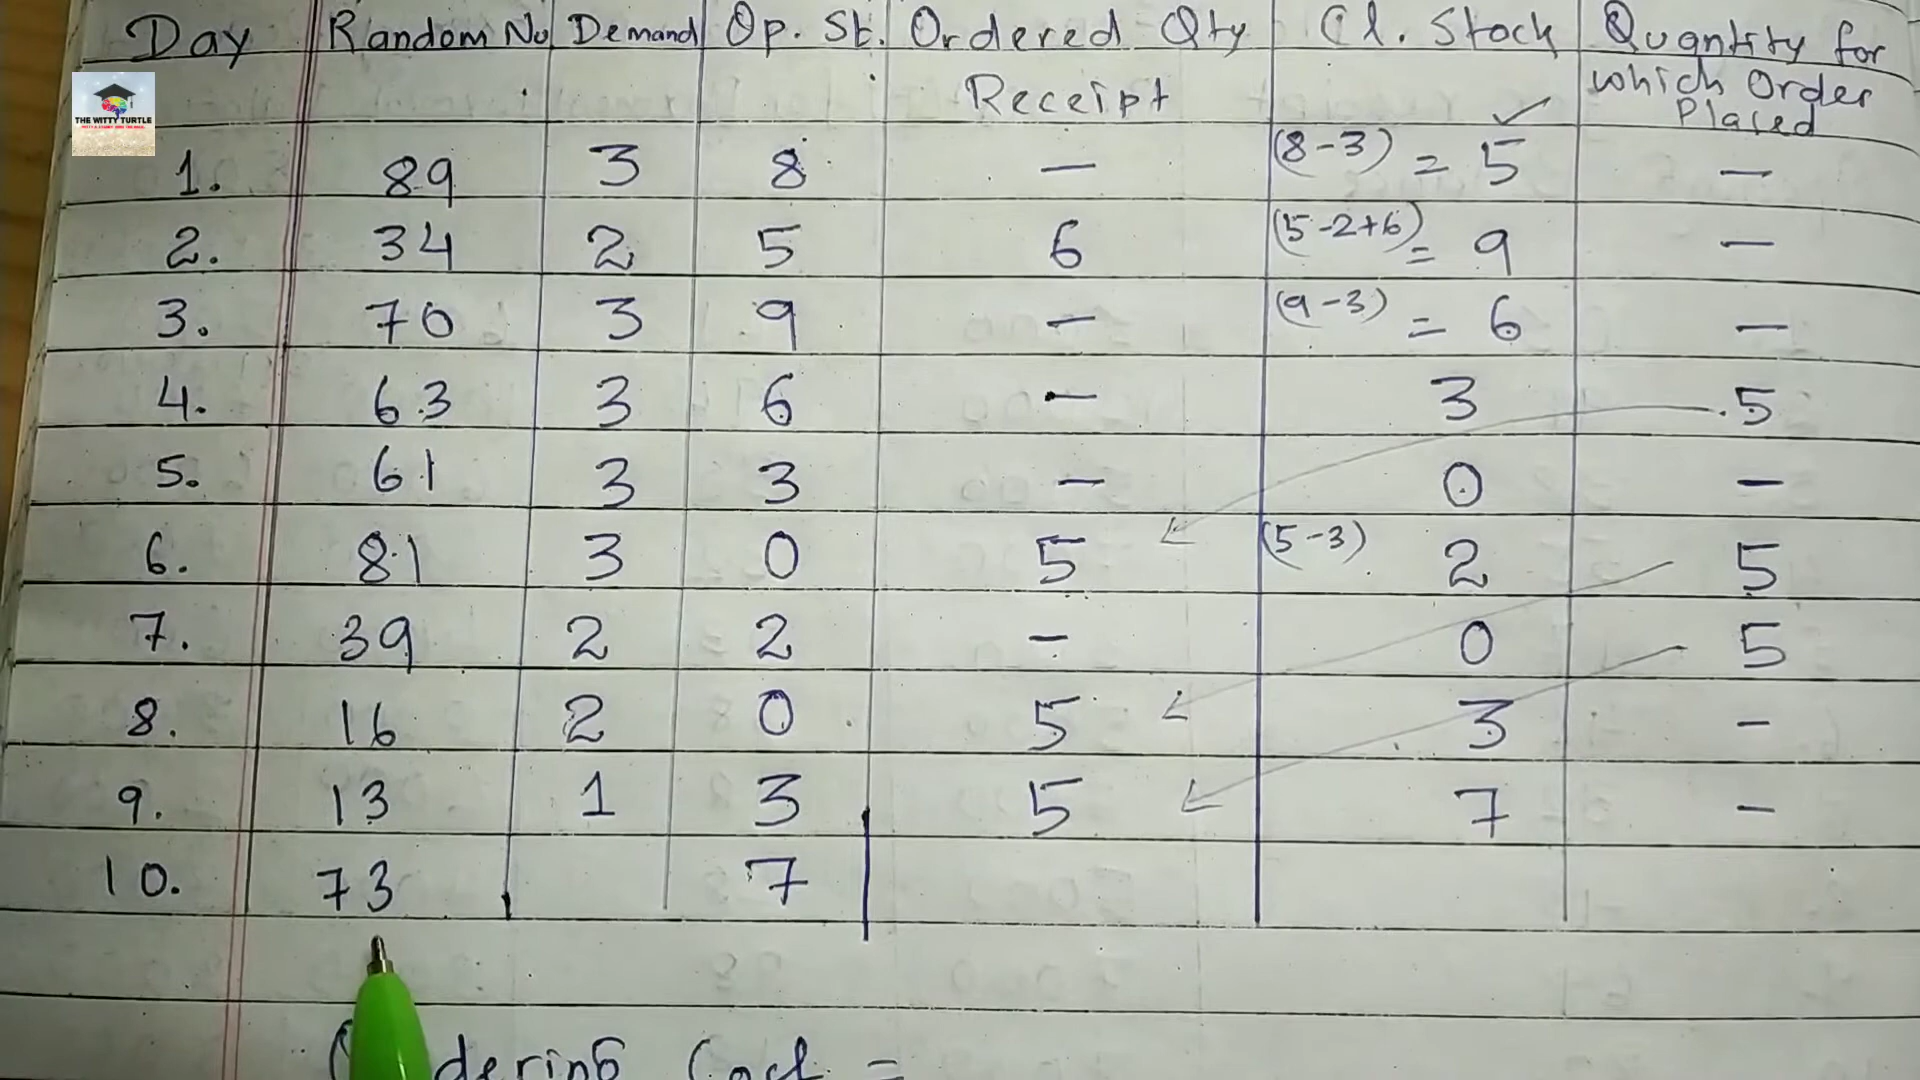 Day Random No Demand Op. St. Ordered Qty Cl. Stock Quantity for
Receipt which Order
Placed
THE WITTY TURTLE
1. 89 3 8 — (8-3) = 5 —
2. 34 2 5 6 (5-2+6) = 9 —
3. 70 3 9 — (9-3) = 6 —
4. 63 3 6 — 3 5
5. 61 3 3 — 0 —
6. 81 3 0 5 (5-3) 2 5
7. 39 2 2 - 0 5
8. 16 2 0 5 3 -
9. 13 1 3 5 7 -
10. 73 7
Cost =